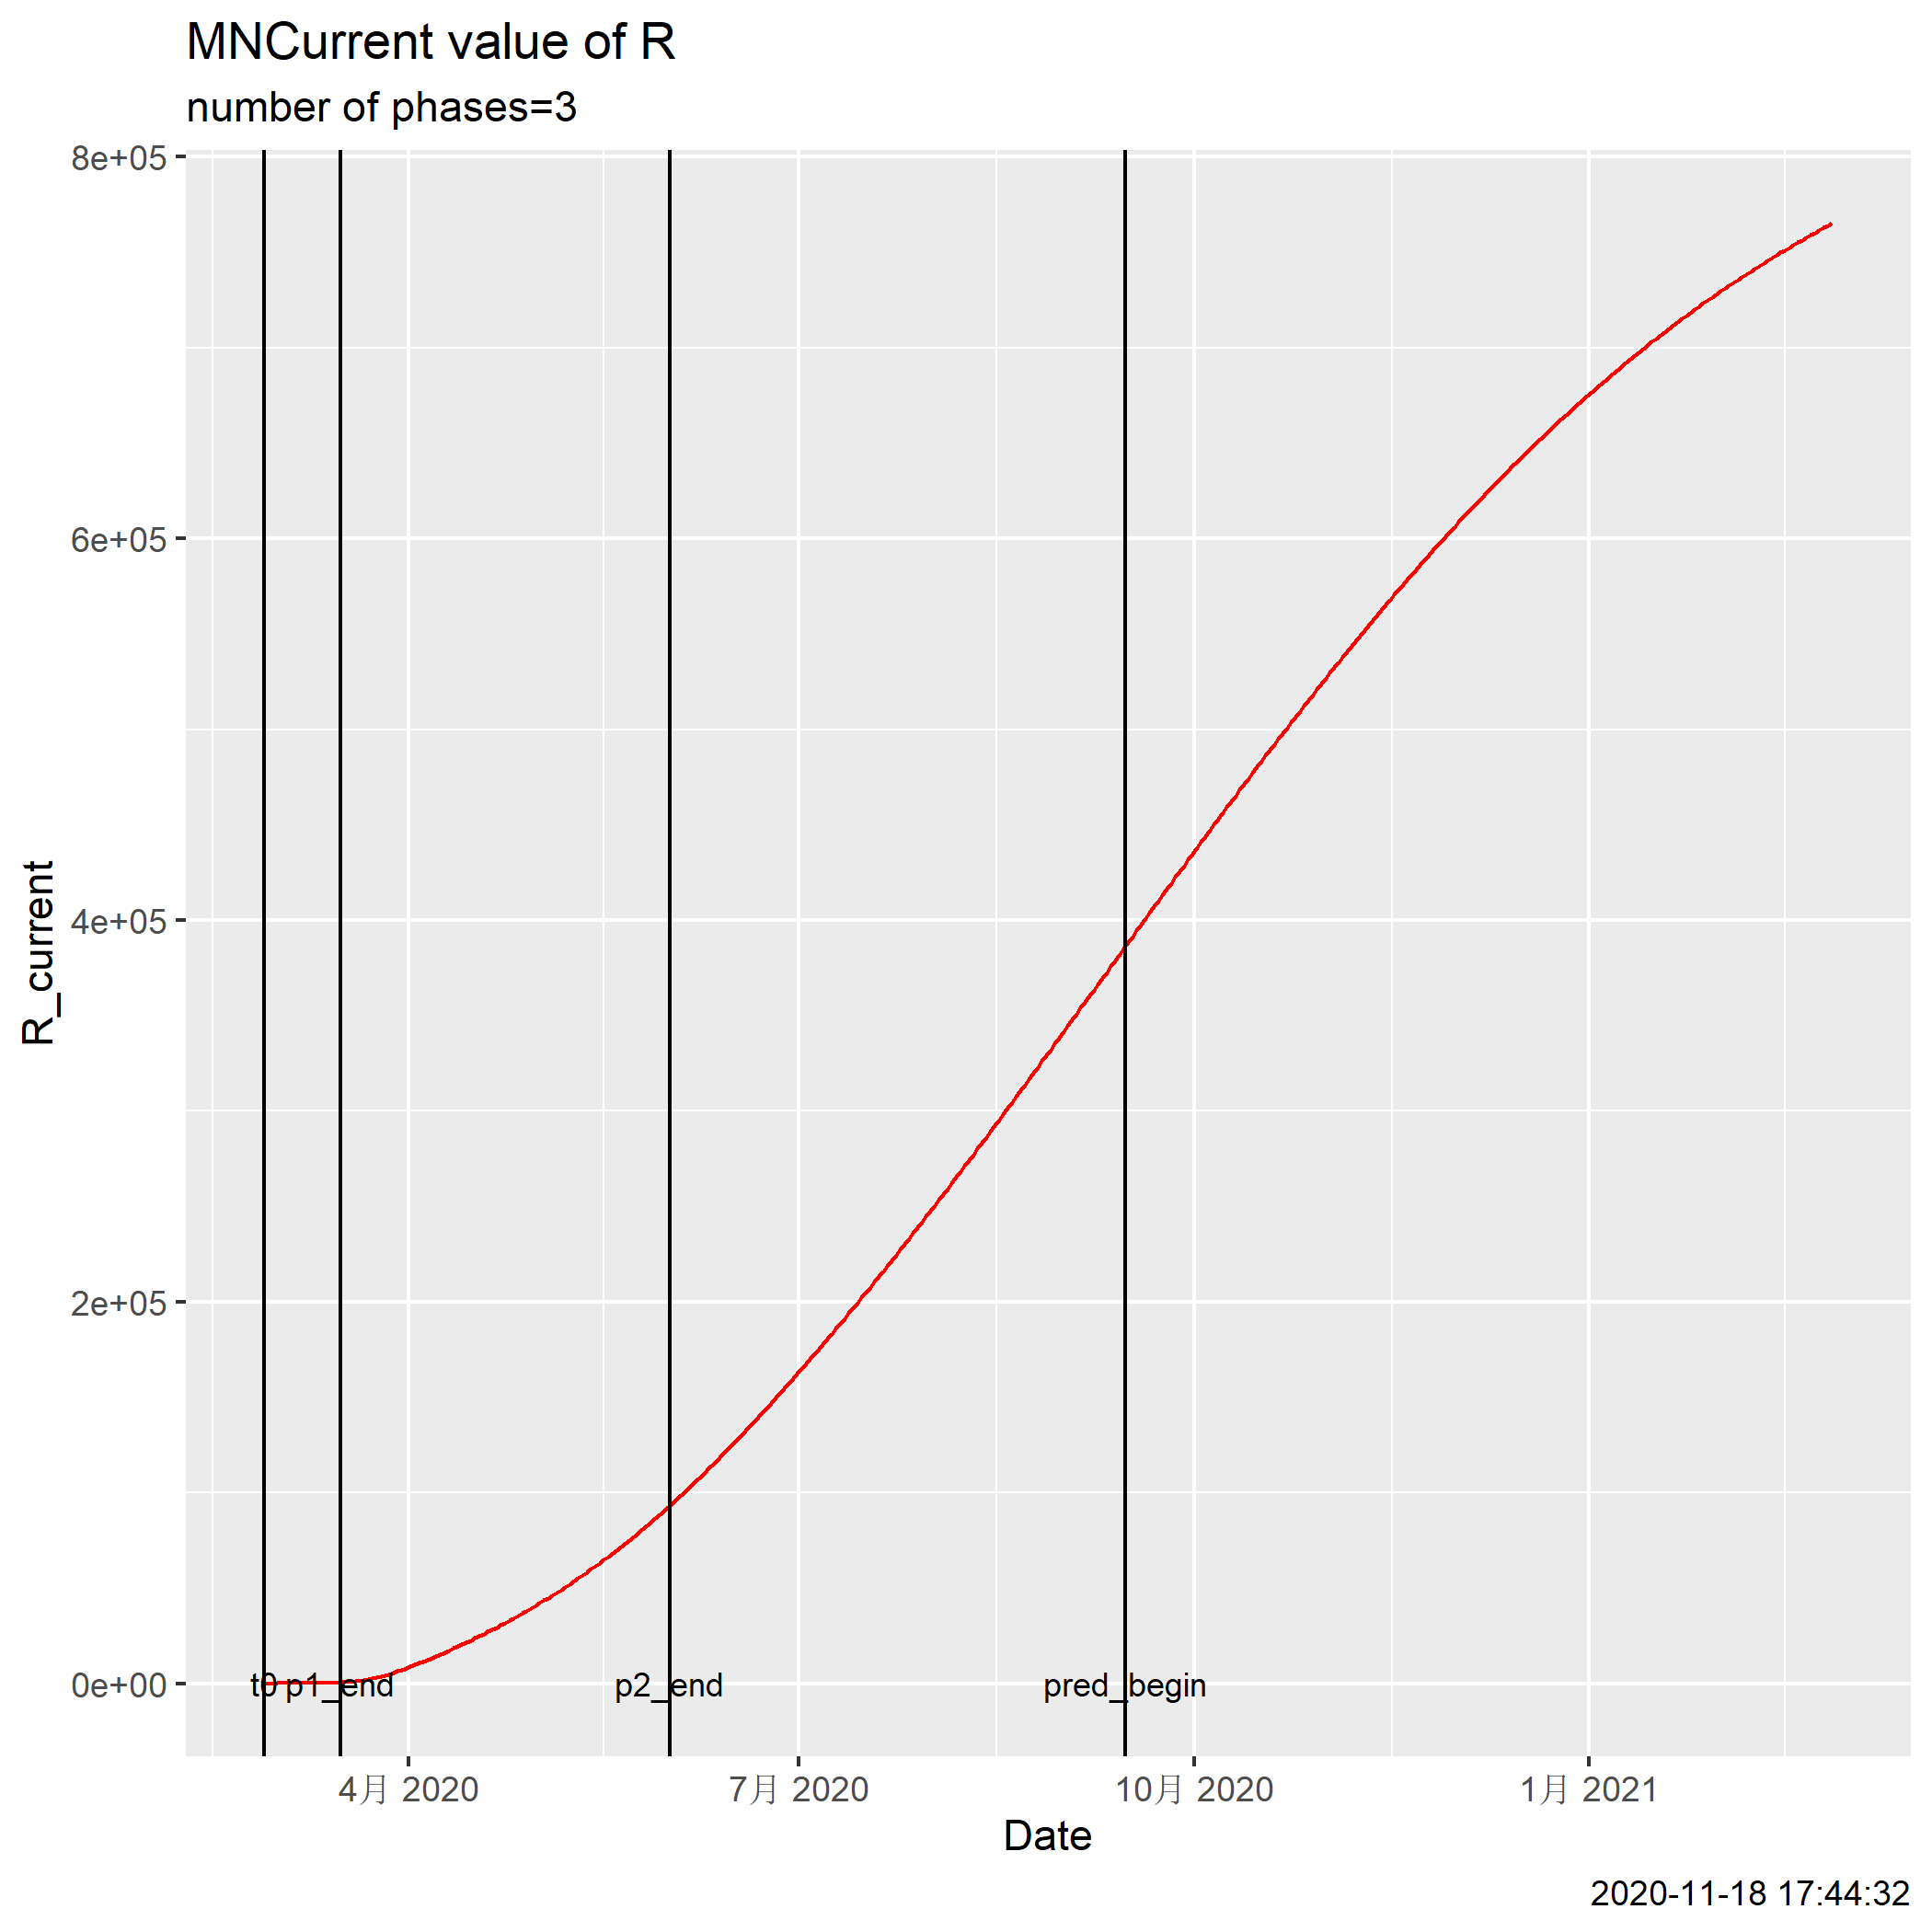 MNCurrent value of R
number of phases=3
8e+05
6e+05
4e+05
2e+05
0e+00
R_current
t0 p1_end p2_end pred_begin
4月 2020 7月 2020 10月 2020 1月 2021
Date
2020-11-18 17:44:32